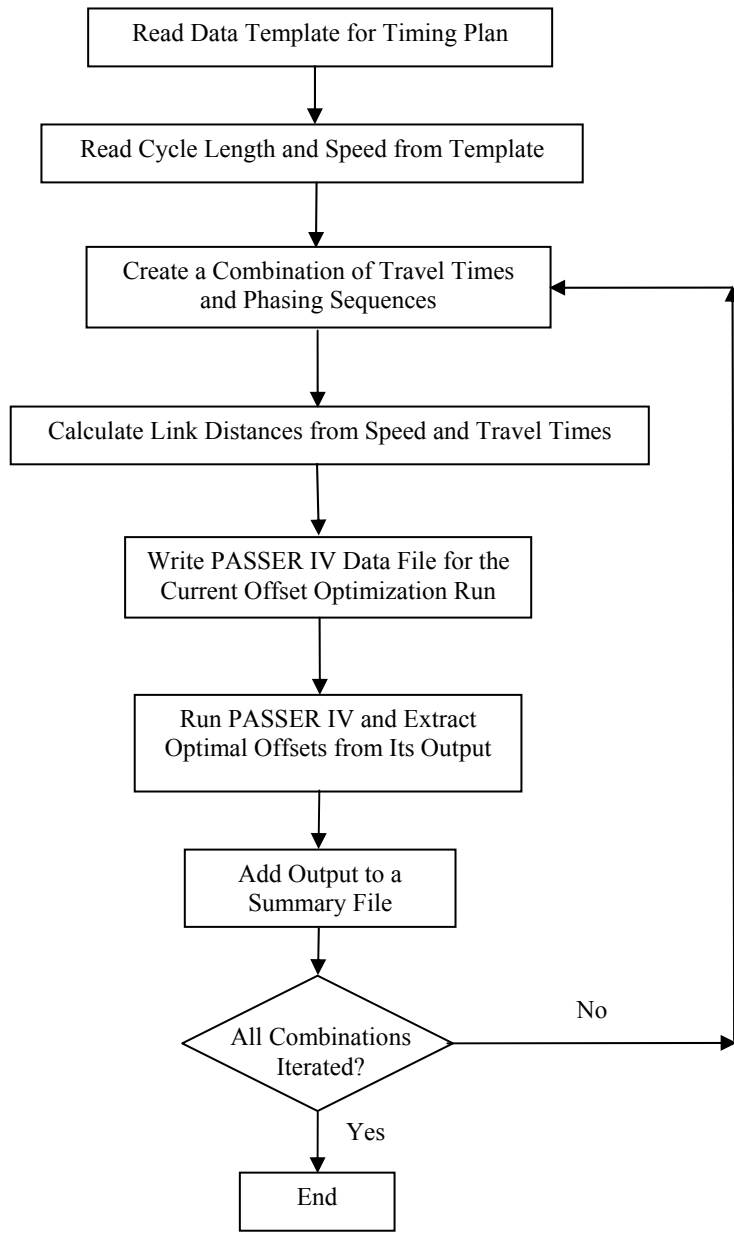 Read Data Template for Timing Plan
Read Cycle Length and Speed from Template
Create a Combination of Travel Times
and Phasing Sequences
Calculate Link Distances from Speed and Travel Times
Write PASSER IV Data File for the
Current Offset Optimization Run
Run PASSER IV and Extract
Optimal Offsets from Its Output
Add Output to a
Summary File
All Combinations
Iterated?
No
Yes
End